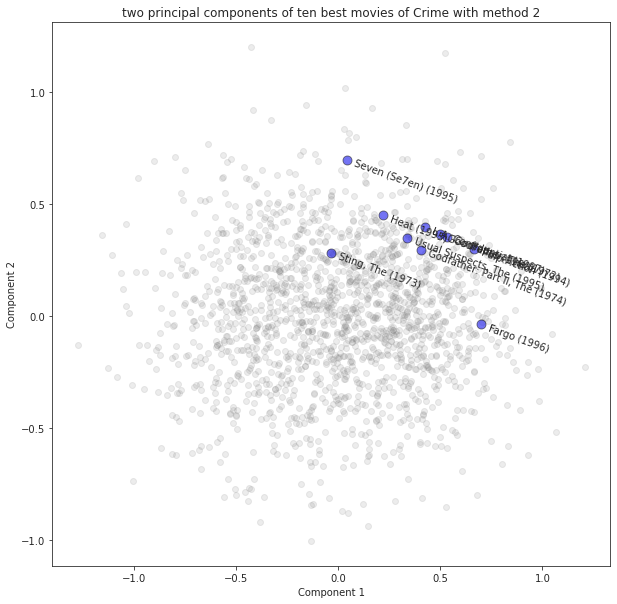 two principal components of ten best movies of Crime with method 2
Component 2
1.0
0.5
0.0
−0.5
−1.0
Seven (Se7en) (1995)
Heat (1995)
Usual Suspects, The (1995)
Godfather: Part II, The (1974)
Sting, The (1973)
Fargo (1996)
−1.0
−0.5
0.0
0.5
1.0
Component 1